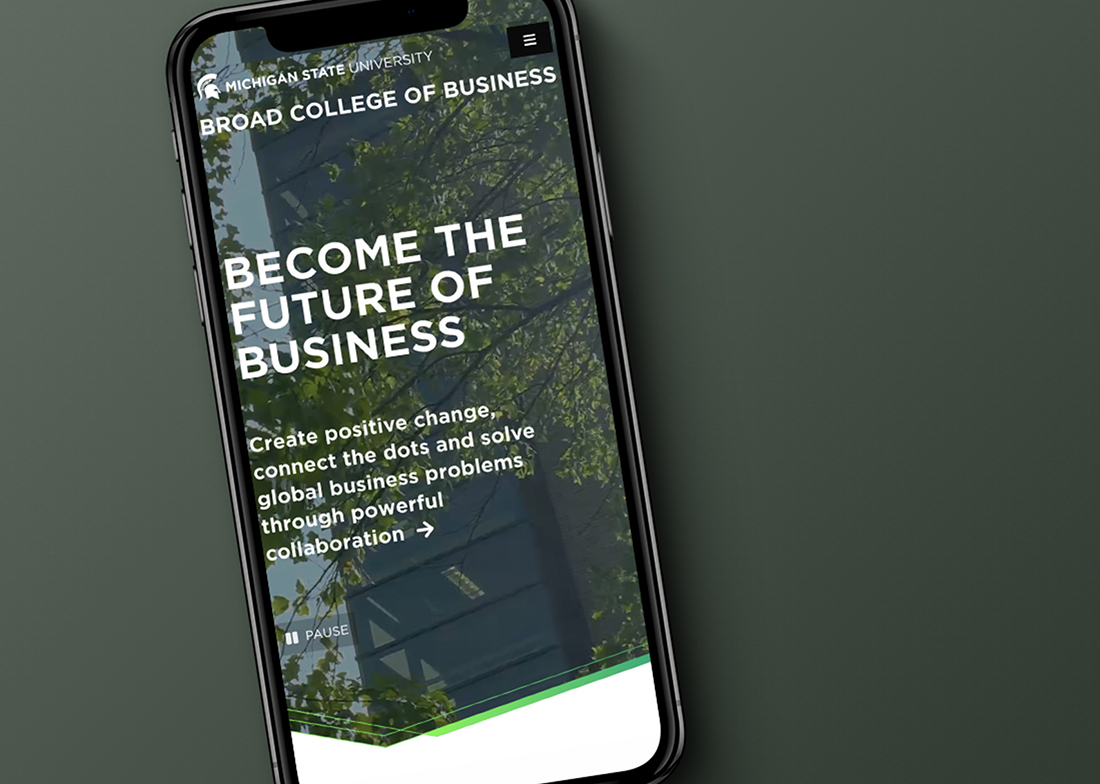 MICHIGAN STATE UNIVERSITY
BROAD COLLEGE OF BUSINESS
BECOME THE
FUTURE OF
BUSINESS
Create positive change,
connect the dots and solve
global business problems
through powerful
collaboration →
PAUSE